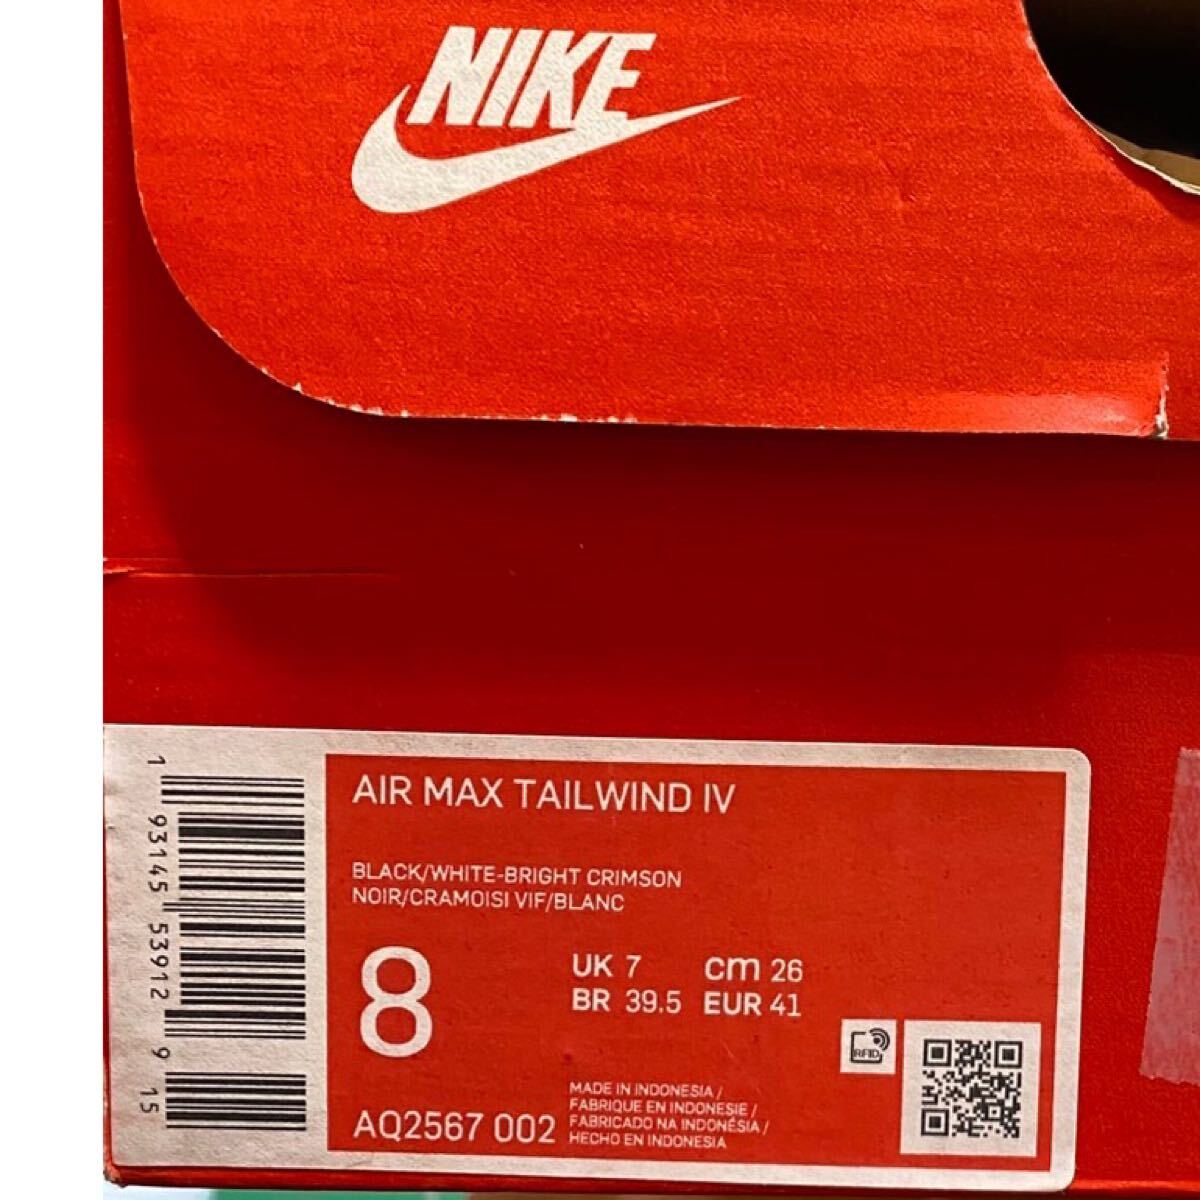 NIKE
AIR MAX TAILWIND IV
BLACK/WHITE-BRIGHT CRIMSON
NOIR/CRAMOISI VIF/BLANC
8
UK 7 cm 26
BR 39.5 EUR 41
RFID
AQ2567 002
MADE IN INDONESIA /
FABRIQUE EN INDONESIE /
FABRICADO NA INDONÉSIA /
HECHO EN INDONESIA
1 93145 53912 9 15